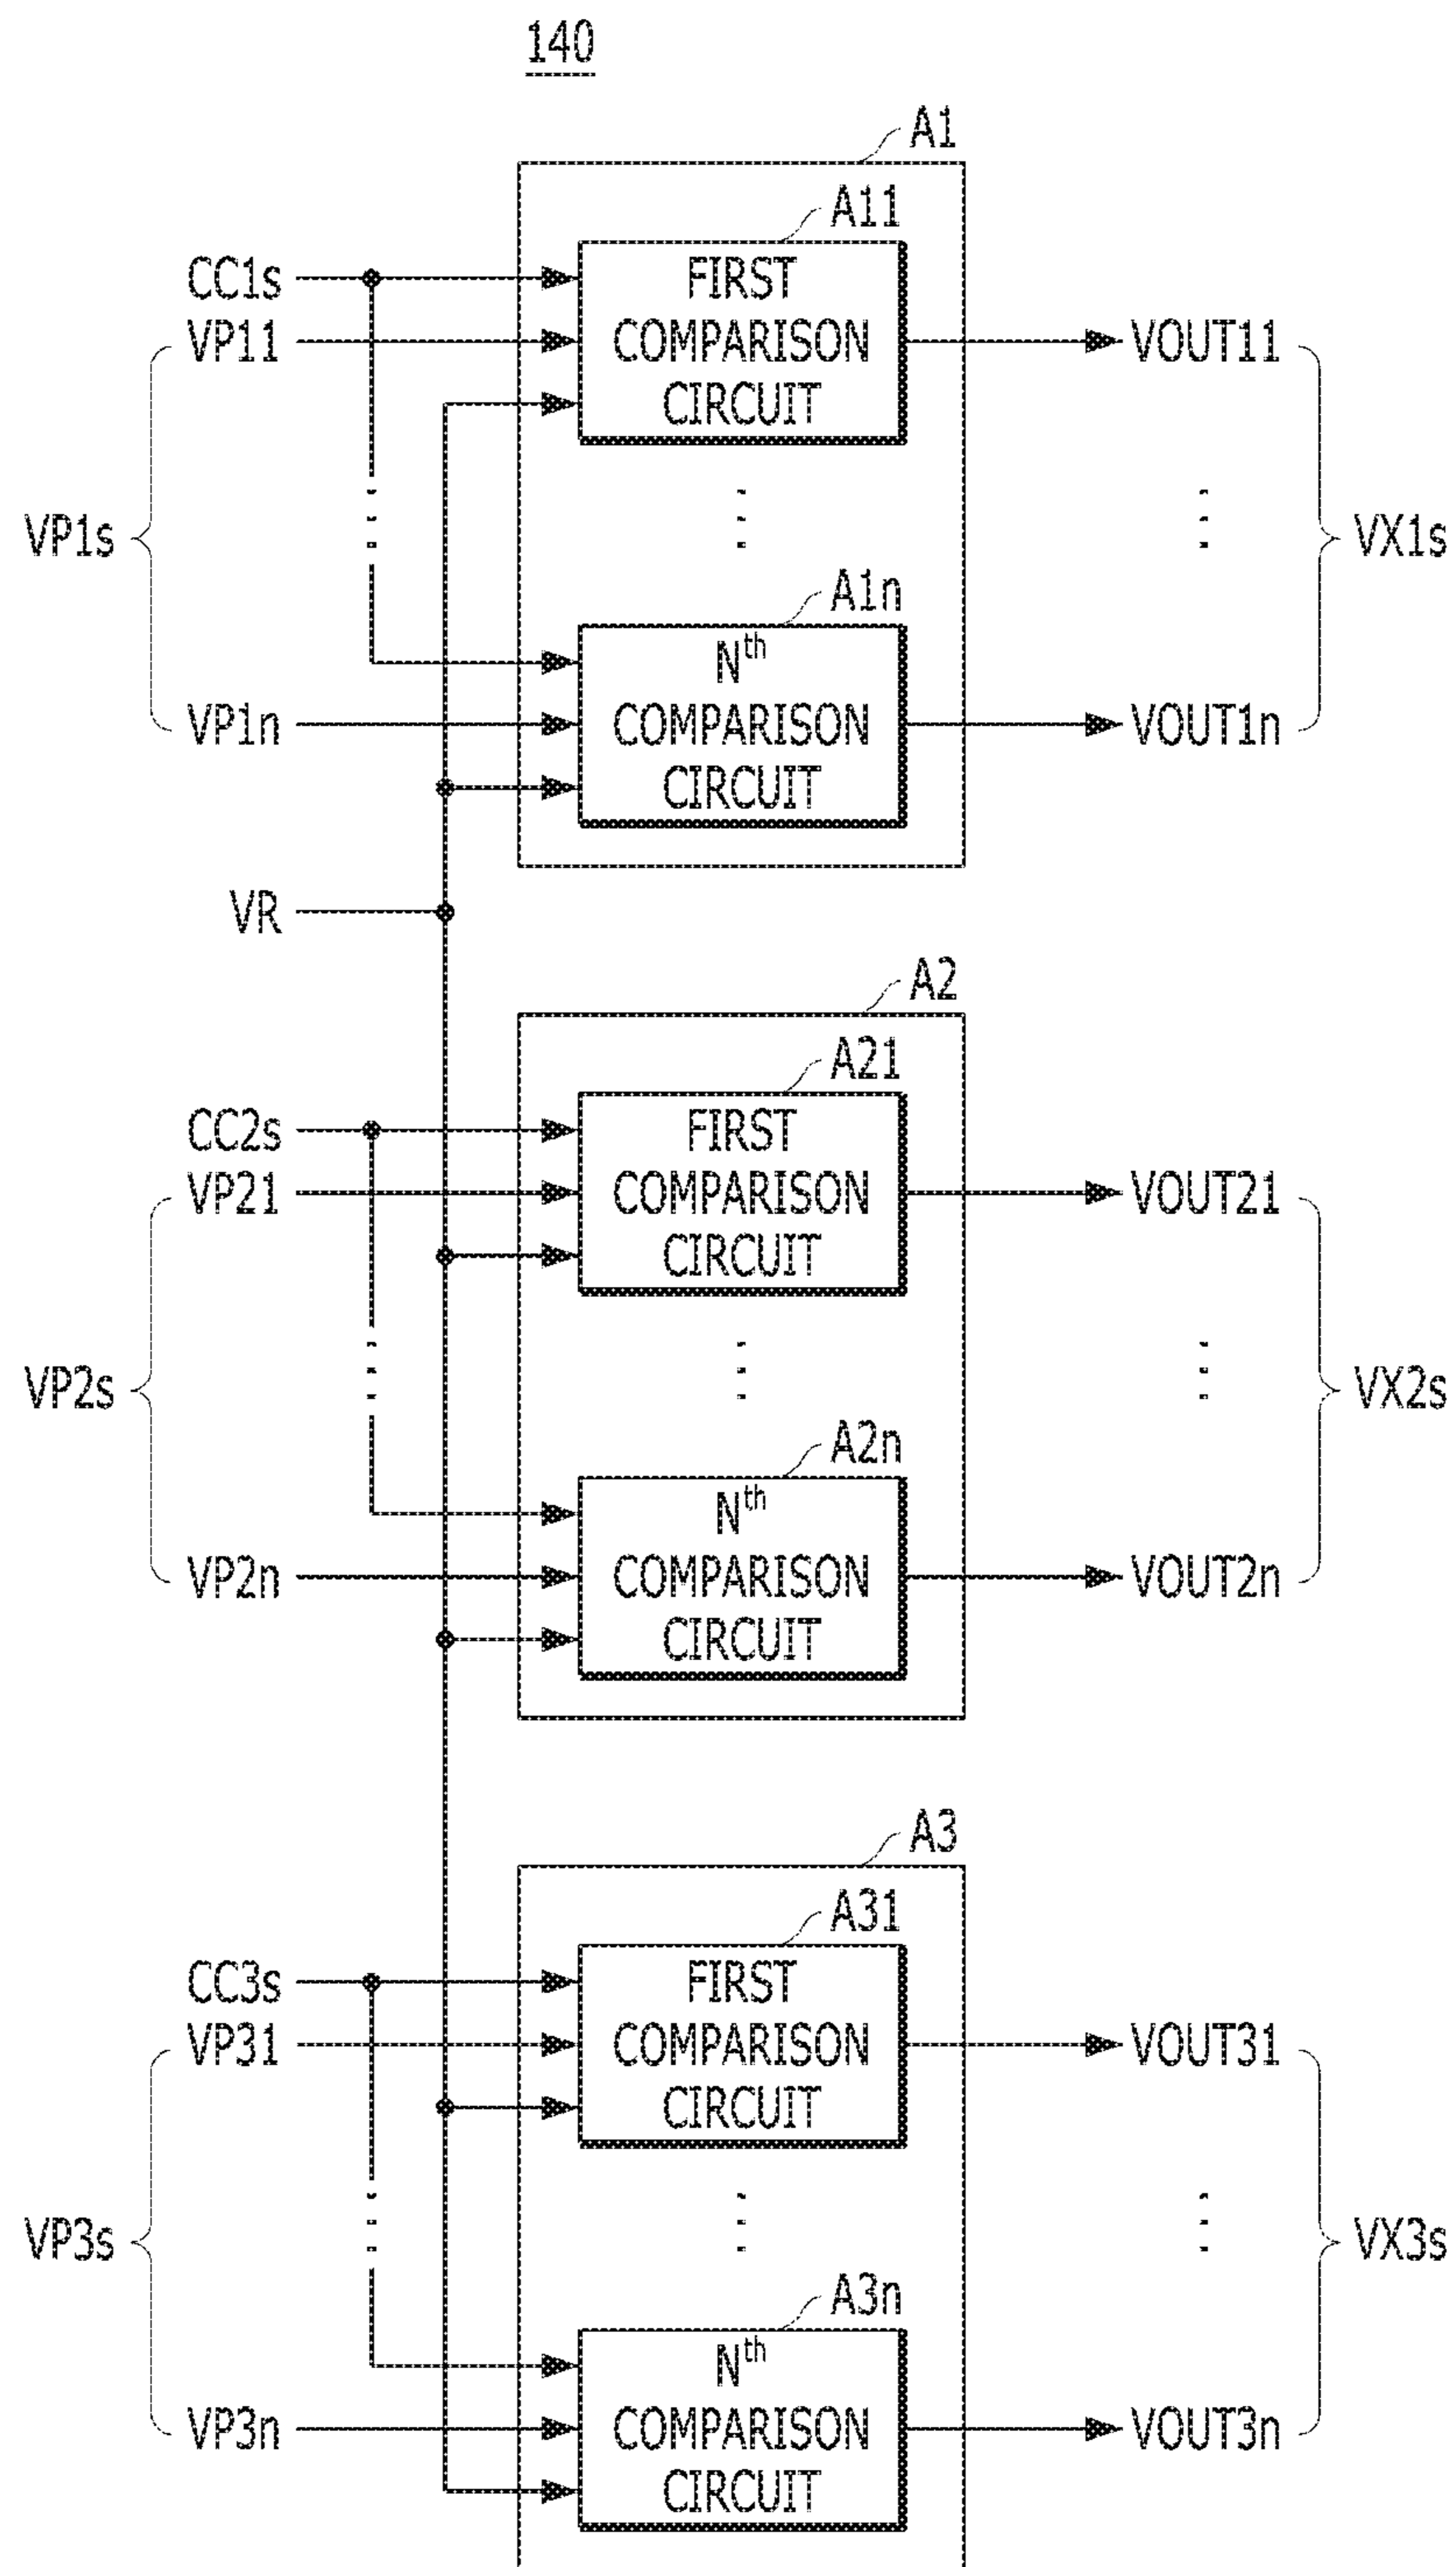 140
A1
A11
CC1s
FIRST
VP11
COMPARISON
VOUT11
CIRCUIT
VP1s
VX1s
A1n
Nth
VP1n
COMPARISON
VOUT1n
CIRCUIT
VR
A2
A21
CC2s
FIRST
VP21
COMPARISON
VOUT21
CIRCUIT
VP2s
VX2s
A2n
Nth
VP2n
COMPARISON
VOUT2n
CIRCUIT
A3
A31
CC3s
FIRST
VP31
COMPARISON
VOUT31
CIRCUIT
VP3s
VX3s
A3n
Nth
VP3n
COMPARISON
VOUT3n
CIRCUIT